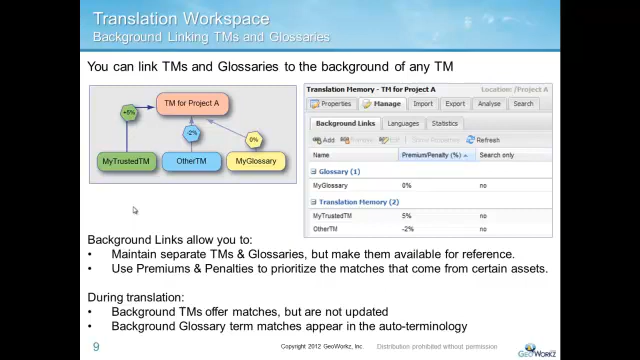 Translation Workspace
Background Linking TMs and Glossaries
You can link TMs and Glossaries to the background of any TM
TM for Project A
+5%
-2%
0%
MyTrustedTM
OtherTM
MyGlossary
Translation Memory - TM for Project A
Location: /Project A
Properties Manage Import Export Analyse Search
Background Links Languages Statistics
Add Remove Edit Show Repository Refresh
Name Premium/Penalty (%) Search only
Glossary (1)
MyGlossary 0% no
Translation Memory (2)
MyTrustedTM 5% no
OtherTM -2% no
Background Links allow you to:
• Maintain separate TMs & Glossaries, but make them available for reference.
• Use Premiums & Penalties to prioritize the matches that come from certain assets.
During translation:
• Background TMs offer matches, but are not updated
• Background Glossary term matches appear in the auto-terminology
9
Copyright 2012 GeoWorkz, Inc.
Distribution prohibited without permission
GeoWorkz